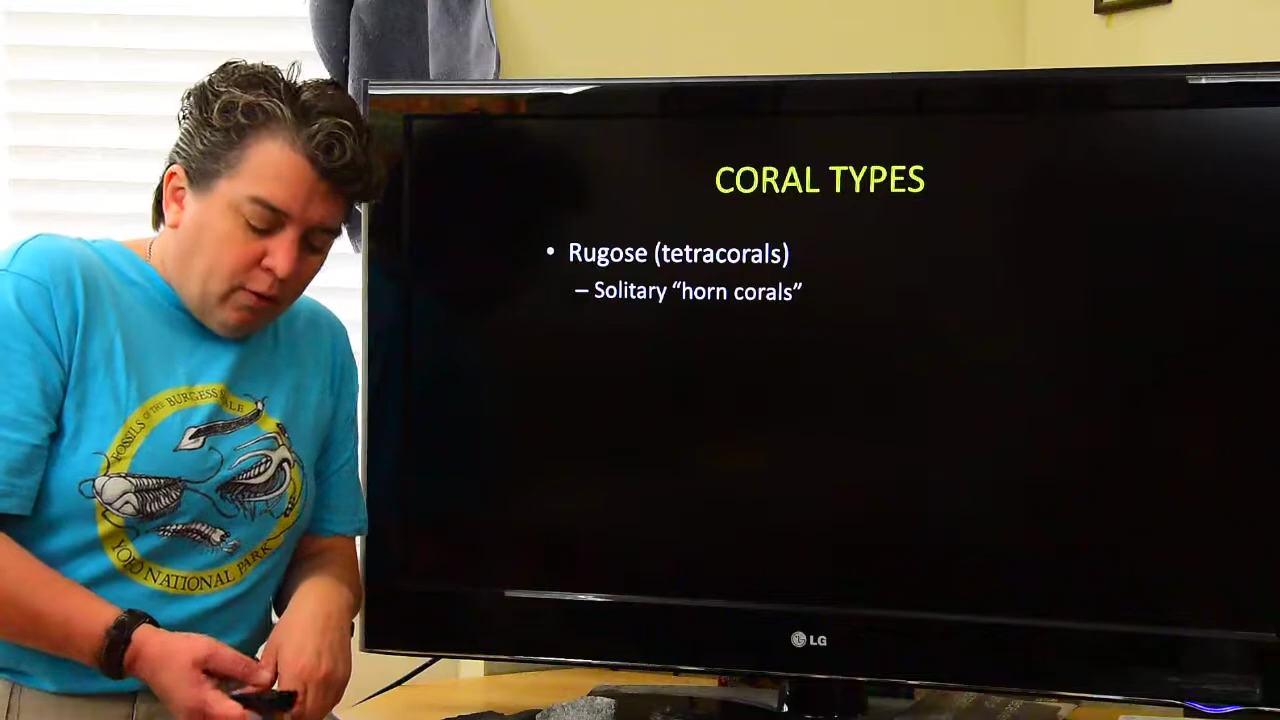 CORAL TYPES
• Rugose (tetracorals)
– Solitary “horn corals”
FOSSILS OF THE BURGESS SHALE
YOHO NATIONAL PARK
LG